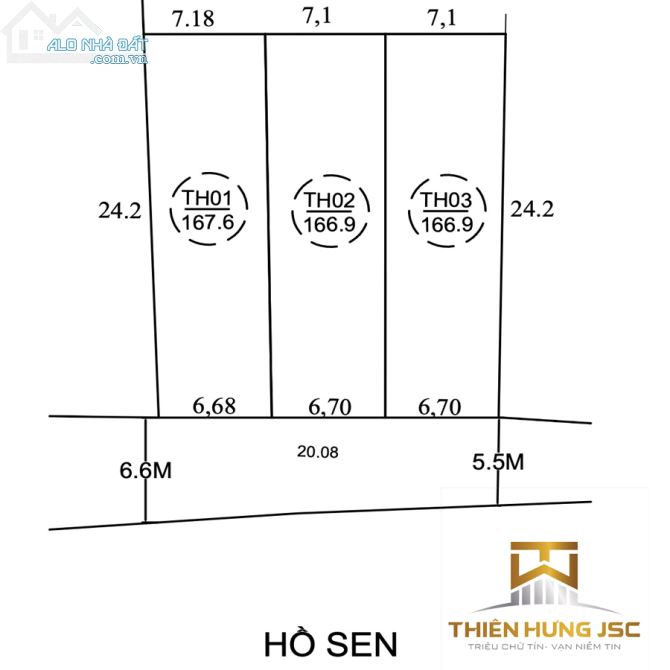 7.18
7,1
7,1
ALO NHÀ ĐẤT
.com.vn
TH01
167.6
TH02
166.9
TH03
166.9
24.2
24.2
6,68
6,70
6,70
20.08
6.6M
5.5M
HỒ SEN
THIÊN HƯNG JSC
TRIỆU CHỮ TÍN- VẠN NIỀM TIN